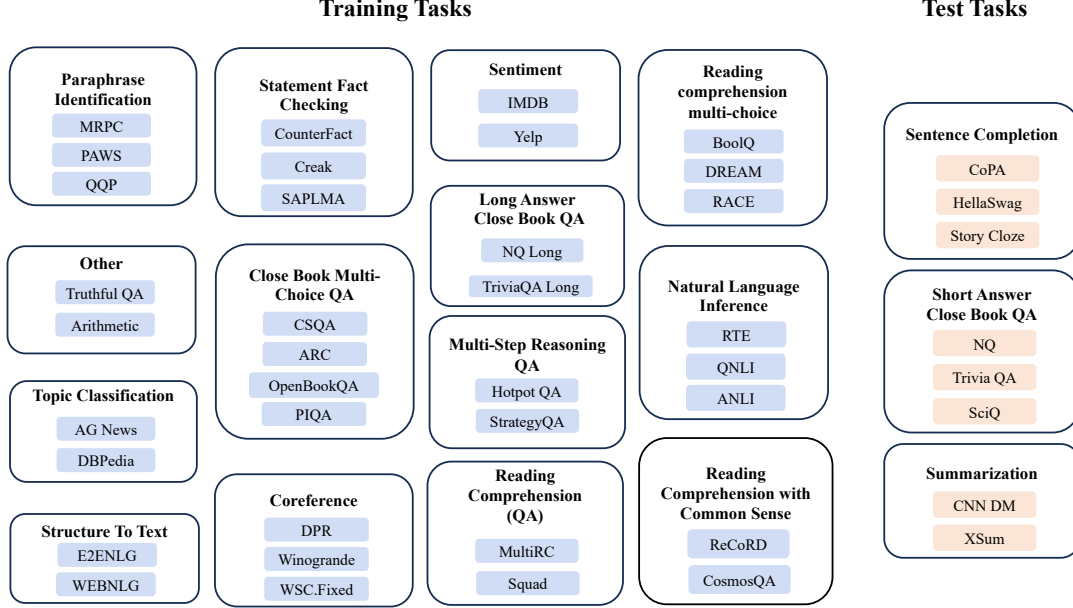 Training Tasks
Test Tasks
Paraphrase
Identification
MRPC
PAWS
QQP
Other
Truthful QA
Arithmetic
Topic Classification
AG News
DBPedia
Structure To Text
E2ENLG
WEBNLG
Statement Fact
Checking
CounterFact
Creak
SAPLMA
Close Book Multi-
Choice QA
CSQA
ARC
OpenBookQA
PIQA
Coreference
DPR
Winogrande
WSC.Fixed
Sentiment
IMDB
Yelp
Long Answer
Close Book QA
NQ Long
TriviaQA Long
Multi-Step Reasoning
QA
Hotpot QA
StrategyQA
Reading
Comprehension
(QA)
MultiRC
Squad
Reading
comprehension
multi-choice
BoolQ
DREAM
RACE
Natural Language
Inference
RTE
QNLI
ANLI
Reading
Comprehension with
Common Sense
ReCoRD
CosmosQA
Sentence Completion
CoPA
HellaSwag
Story Cloze
Short Answer
Close Book QA
NQ
Trivia QA
SciQ
Summarization
CNN DM
XSum